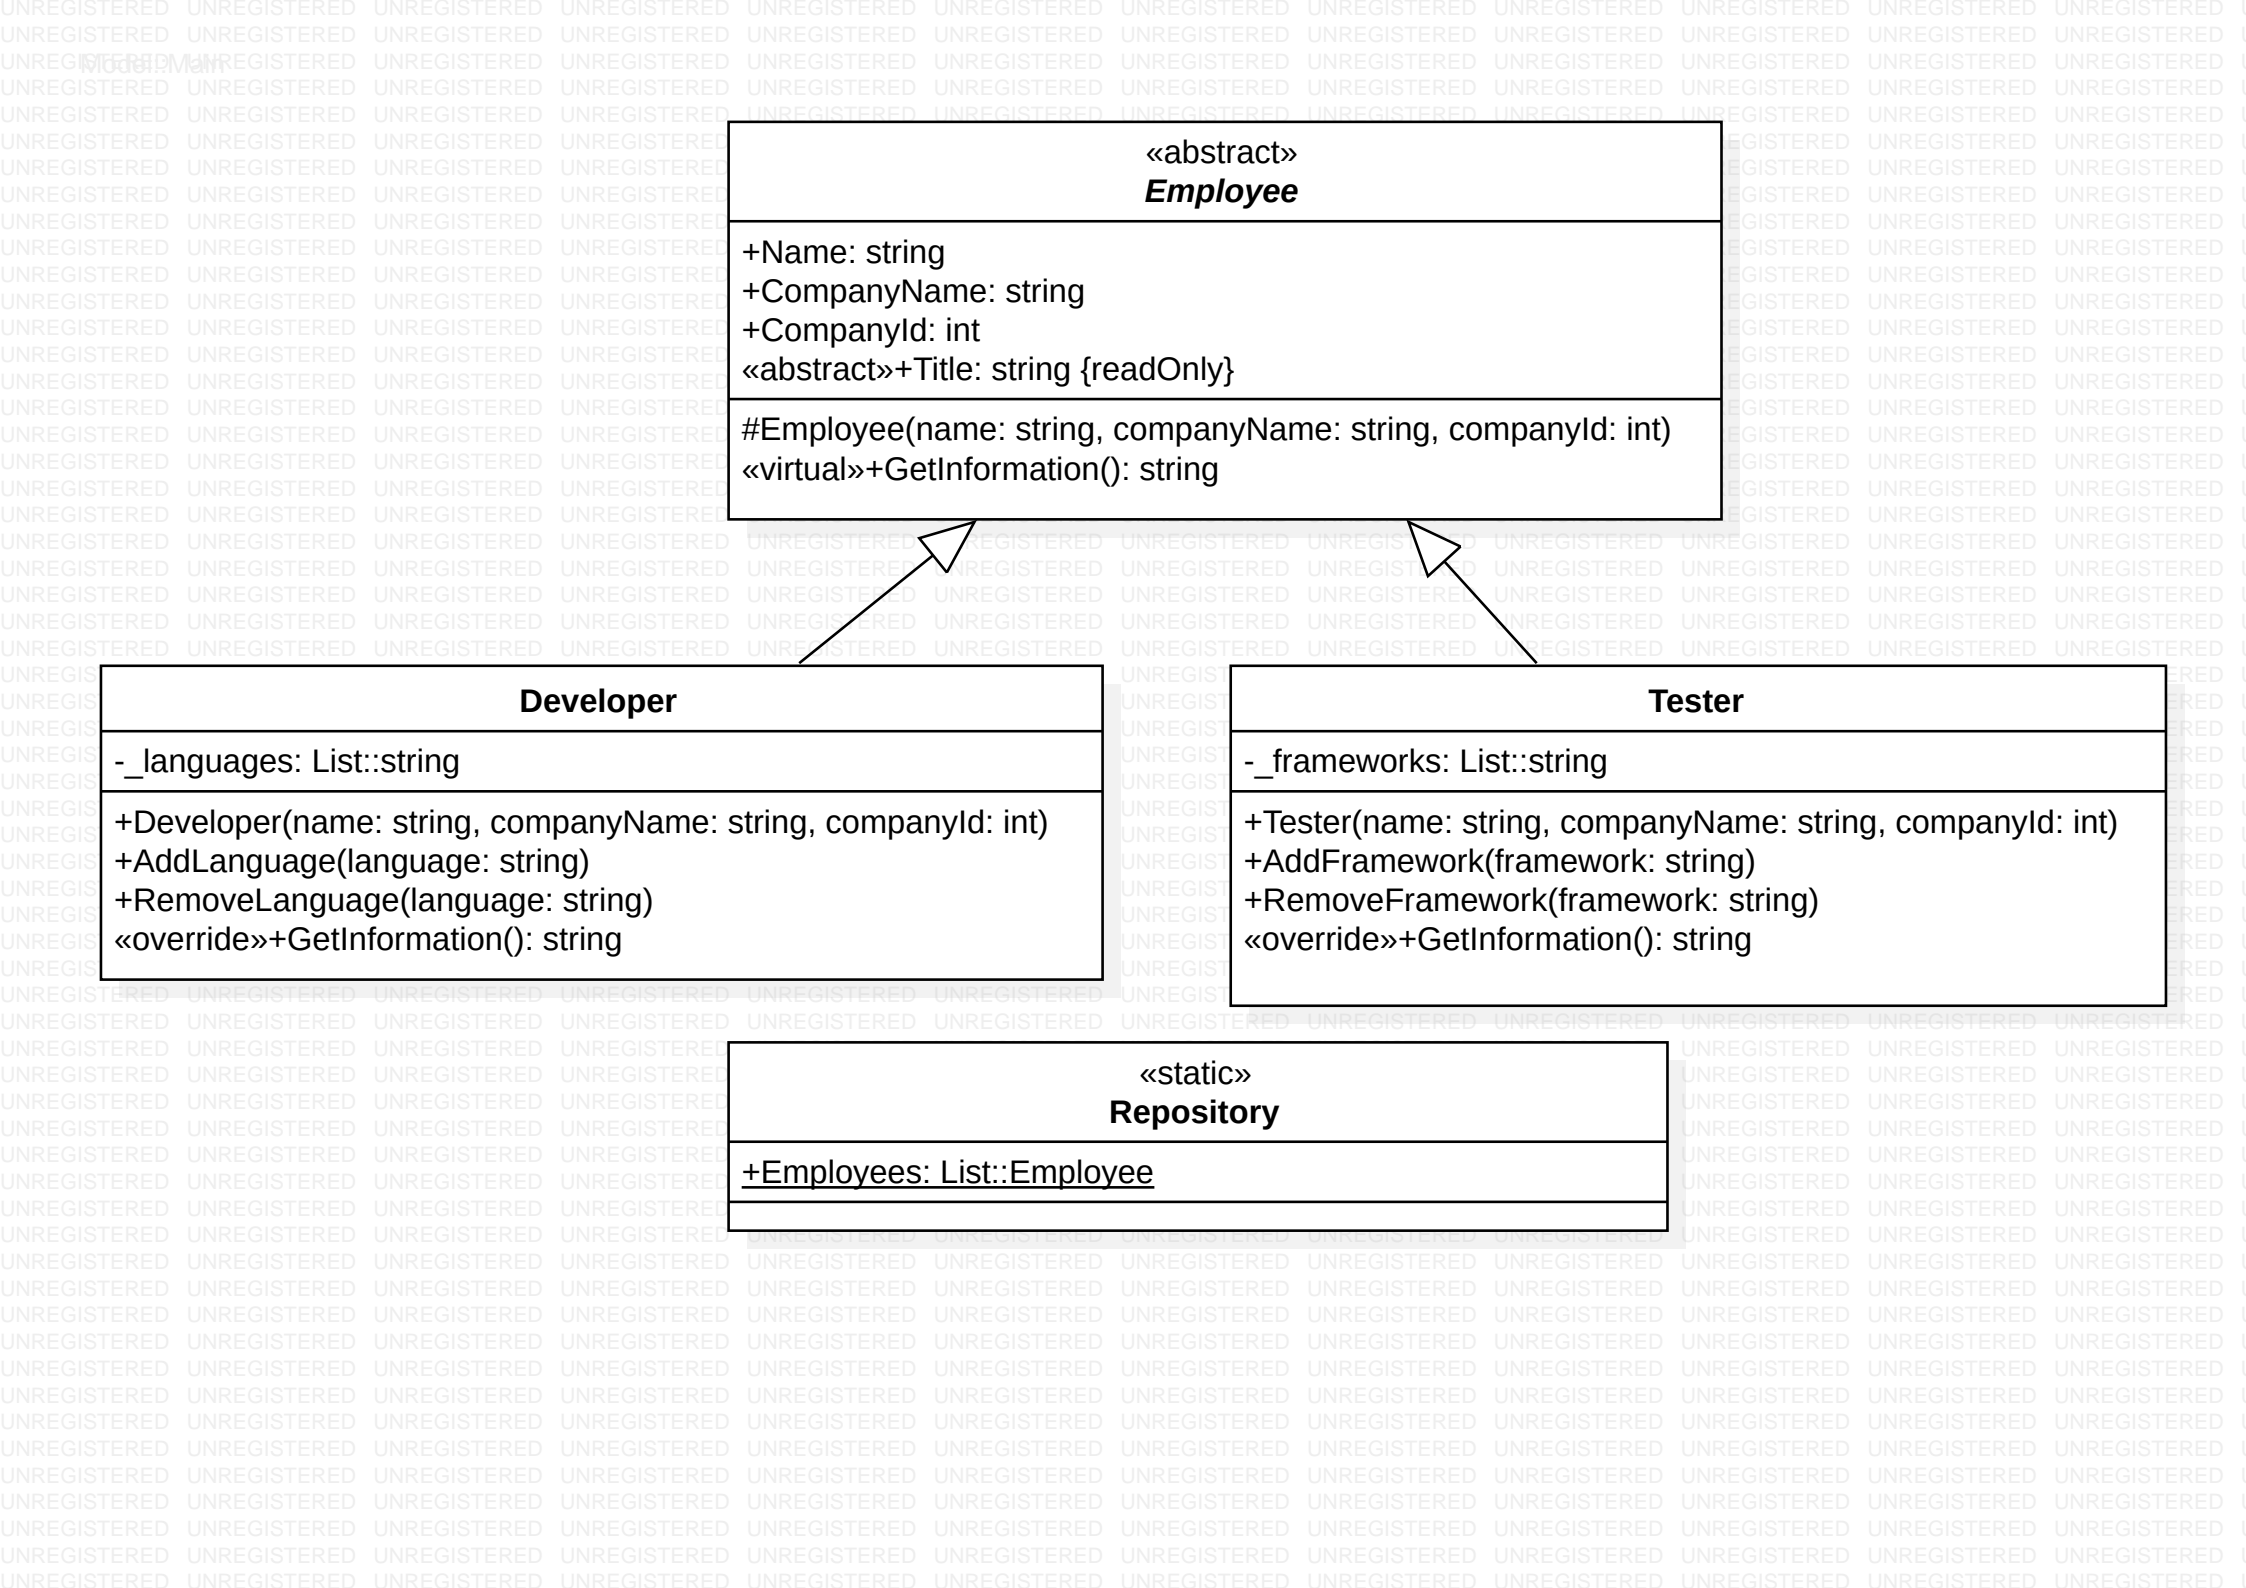 Model::Main
«abstract»
Employee
+Name: string
+CompanyName: string
+CompanyId: int
«abstract»+Title: string {readOnly}
#Employee(name: string, companyName: string, companyId: int)
«virtual»+GetInformation(): string
Developer
-_languages: List::string
+Developer(name: string, companyName: string, companyId: int)
+AddLanguage(language: string)
+RemoveLanguage(language: string)
«override»+GetInformation(): string
Tester
-_frameworks: List::string
+Tester(name: string, companyName: string, companyId: int)
+AddFramework(framework: string)
+RemoveFramework(framework: string)
«override»+GetInformation(): string
«static»
Repository
+Employees: List::Employee
UNREGISTERED